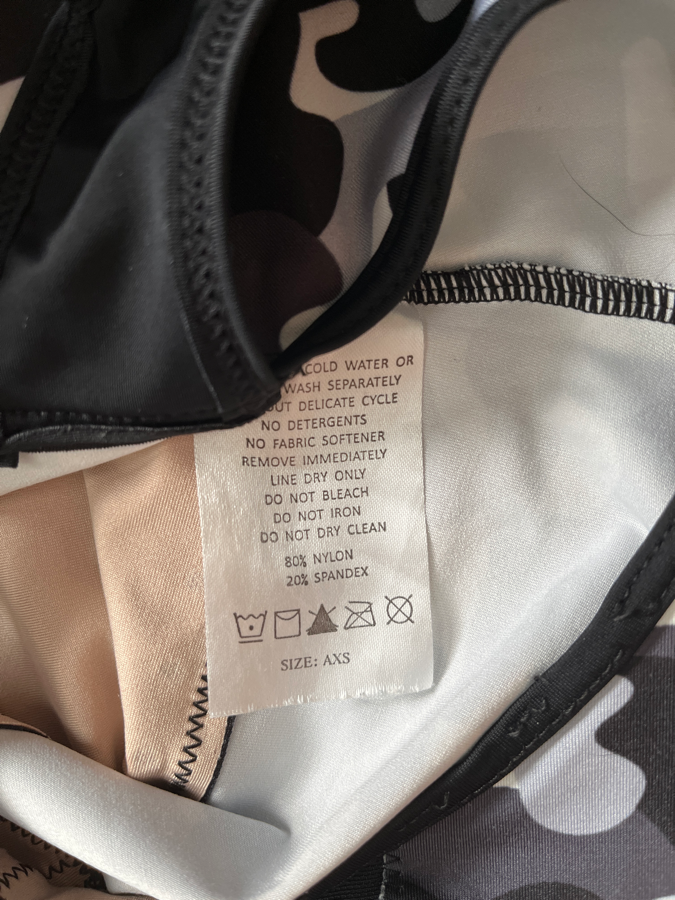 COLD WATER OR
WASH SEPARATELY
DELICATE CYCLE
NO DETERGENTS
NO FABRIC SOFTENER
REMOVE IMMEDIATELY
LINE DRY ONLY
DO NOT BLEACH
DO NOT IRON
DO NOT DRY CLEAN
80% NYLON
20% SPANDEX
SIZE: AXS